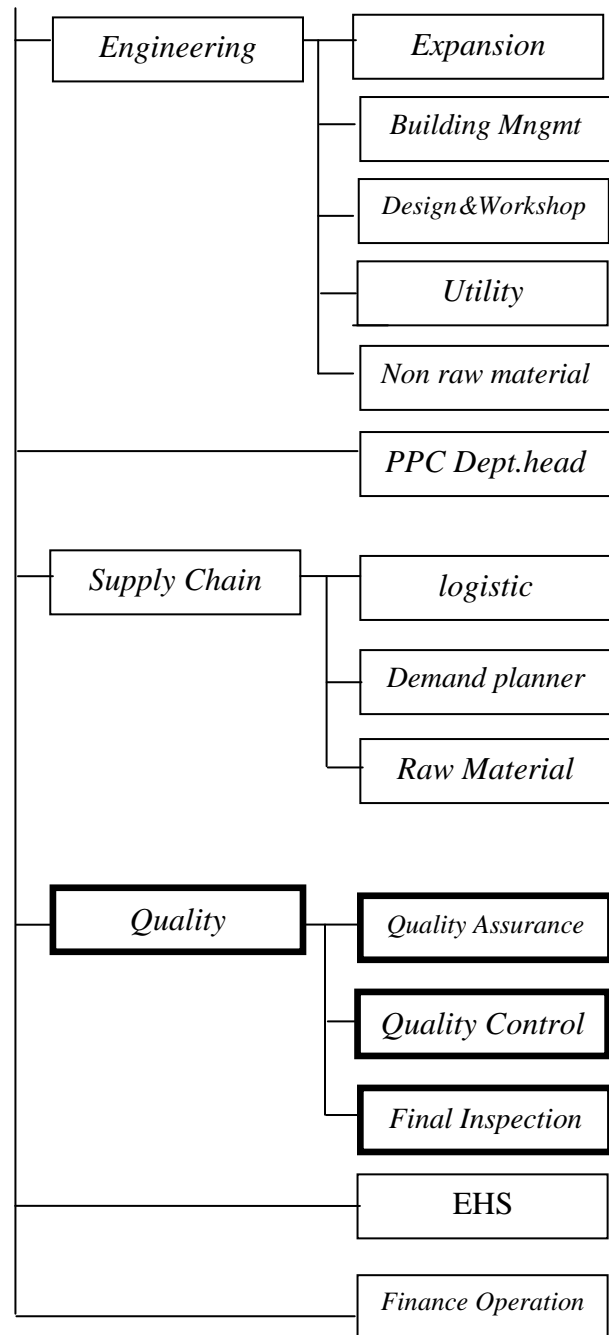 Engineering
Expansion
Building Mngmt
Design&Workshop
Utility
Non raw material
PPC Dept.head
Supply Chain
logistic
Demand planner
Raw Material
Quality
Quality Assurance
Quality Control
Final Inspection
EHS
Finance Operation